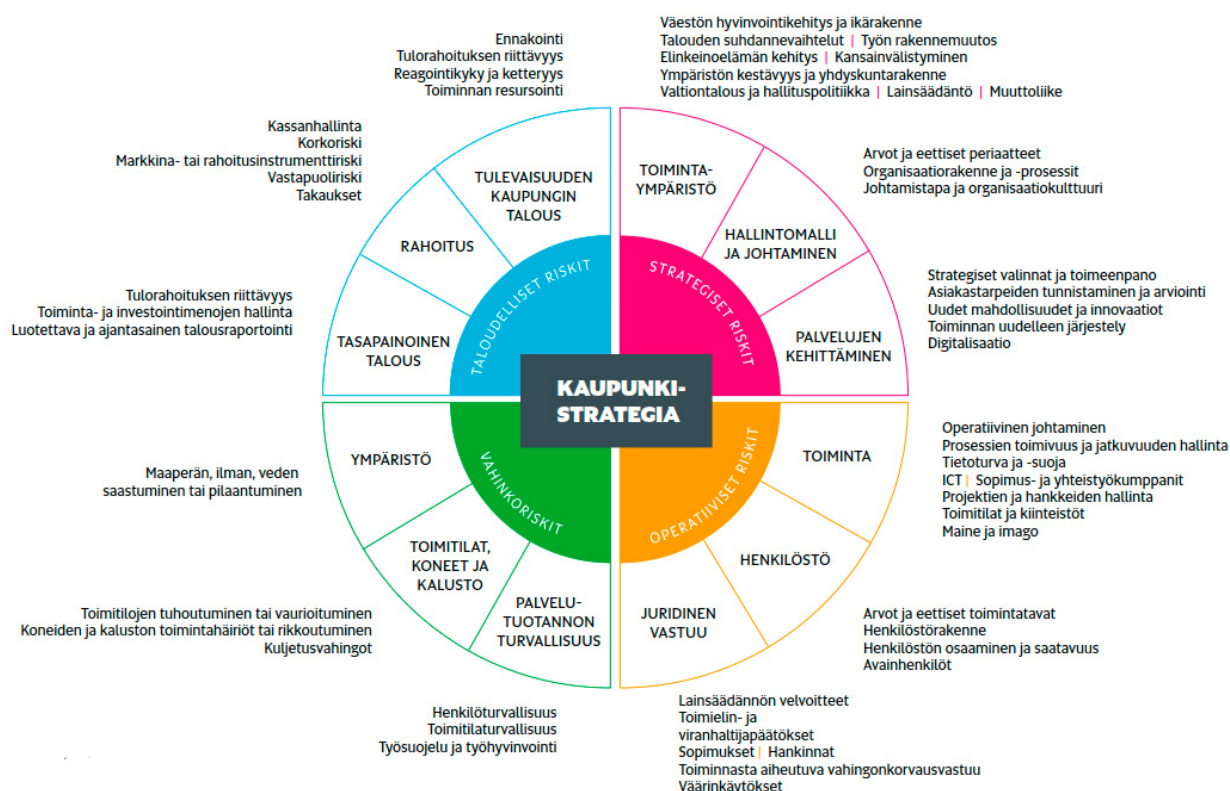 Ennakointi
Tulorahoituksen riittävyys
Reagointikyky ja ketteryys
Toiminnan resursointi
Väestön hyvinvointikehitys ja ikärakenne
Talouden suhdannevaihtelut | Työn rakennemuutos
Elinkeinoelämän kehitys | Kansainvälistyminen
Ympäristön kestävyys ja yhdyskuntarakenne
Valtiontalous ja hallituspolitiikka | Lainsäädäntö | Muuttoliike
Kassanhallinta
Korkoriski
Markkina- tai rahoitusinstrumenttiriski
Vastapuoliriski
Takaukset
TULEVAISUUDEN
KAUPUNGIN
TALOUS
TOIMINTA-
YMPÄRISTÖ
Arvot ja eettiset periaatteet
Organisaatiorakenne ja -prosessit
Johtamistapa ja organisaatiokulttuuri
RAHOITUS
HALLINTOMALLI
JA JOHTAMINEN
Tulorahoituksen riittävyys
Toiminta- ja investointimenojen hallinta
Luotettava ja ajantasainen talousraportointi
TASAPAINOINEN
TALOUS
TALOUDELLISET RISKIT
STRATEGISET RISKIT
PALVELUJEN
KEHITTÄMINEN
Strategiset valinnat ja toimeenpano
Asiakastarpeiden tunnistaminen ja arviointi
Uudet mahdollisuudet ja innovaatiot
Toiminnan uudelleen järjestely
Digitalisaatio
KAUPUNKI-
STRATEGIA
Maaperän, ilman, veden
saastuminen tai pilaantuminen
YMPÄRISTÖ
VAHINKORISKIT
OPERATIIVISET RISKIT
TOIMINTA
Operatiivinen johtaminen
Prosessien toimivuus ja jatkuvuuden hallinta
Tietoturva ja -suoja
ICT | Sopimus- ja yhteistyökumppanit
Projektien ja hankkeiden hallinta
Toimitilat ja kiinteistöt
Maine ja imago
TOIMITILAT,
KONEET JA
KALUSTO
HENKILÖSTÖ
Toimitilojen tuhoutuminen tai vaurioituminen
Koneiden ja kaluston toimintahäiriöt tai rikkoutuminen
Kuljetusvahingot
PALVELU-
TUOTANNON
TURVALLISUUS
JURIDINEN
VASTUU
Arvot ja eettiset toimintatavat
Henkilöstörakenne
Henkilöstön osaaminen ja saatavuus
Avainhenkilöt
Henkilöturvallisuus
Toimitilaturvallisuus
Työsuojelu ja työhyvinvointi
Lainsäädännön velvoitteet
Toimielin- ja
viranhaltijapäätökset
Sopimukset | Hankinnat
Toiminnasta aiheutuva vahingonkorvausvastuu
Väärinkäytökset